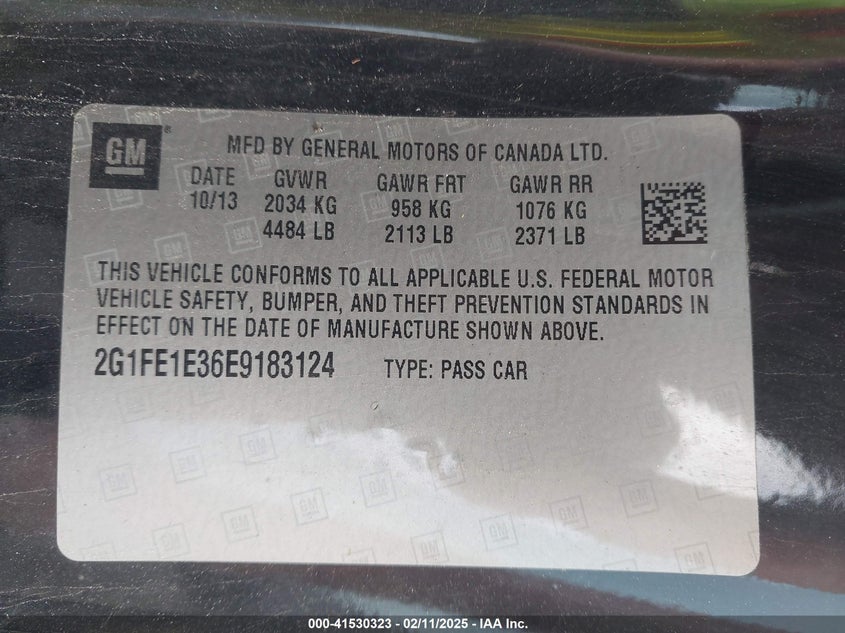 GM
MFD BY GENERAL MOTORS OF CANADA LTD.
DATE GVWR GAWR FRT GAWR RR
10/13 2034 KG 958 KG 1076 KG
4484 LB 2113 LB 2371 LB
THIS VEHICLE CONFORMS TO ALL APPLICABLE U.S. FEDERAL MOTOR
VEHICLE SAFETY, BUMPER, AND THEFT PREVENTION STANDARDS IN
EFFECT ON THE DATE OF MANUFACTURE SHOWN ABOVE.
2G1FE1E36E9183124 TYPE: PASS CAR
000-41530323 - 02/11/2025 - IAA Inc.